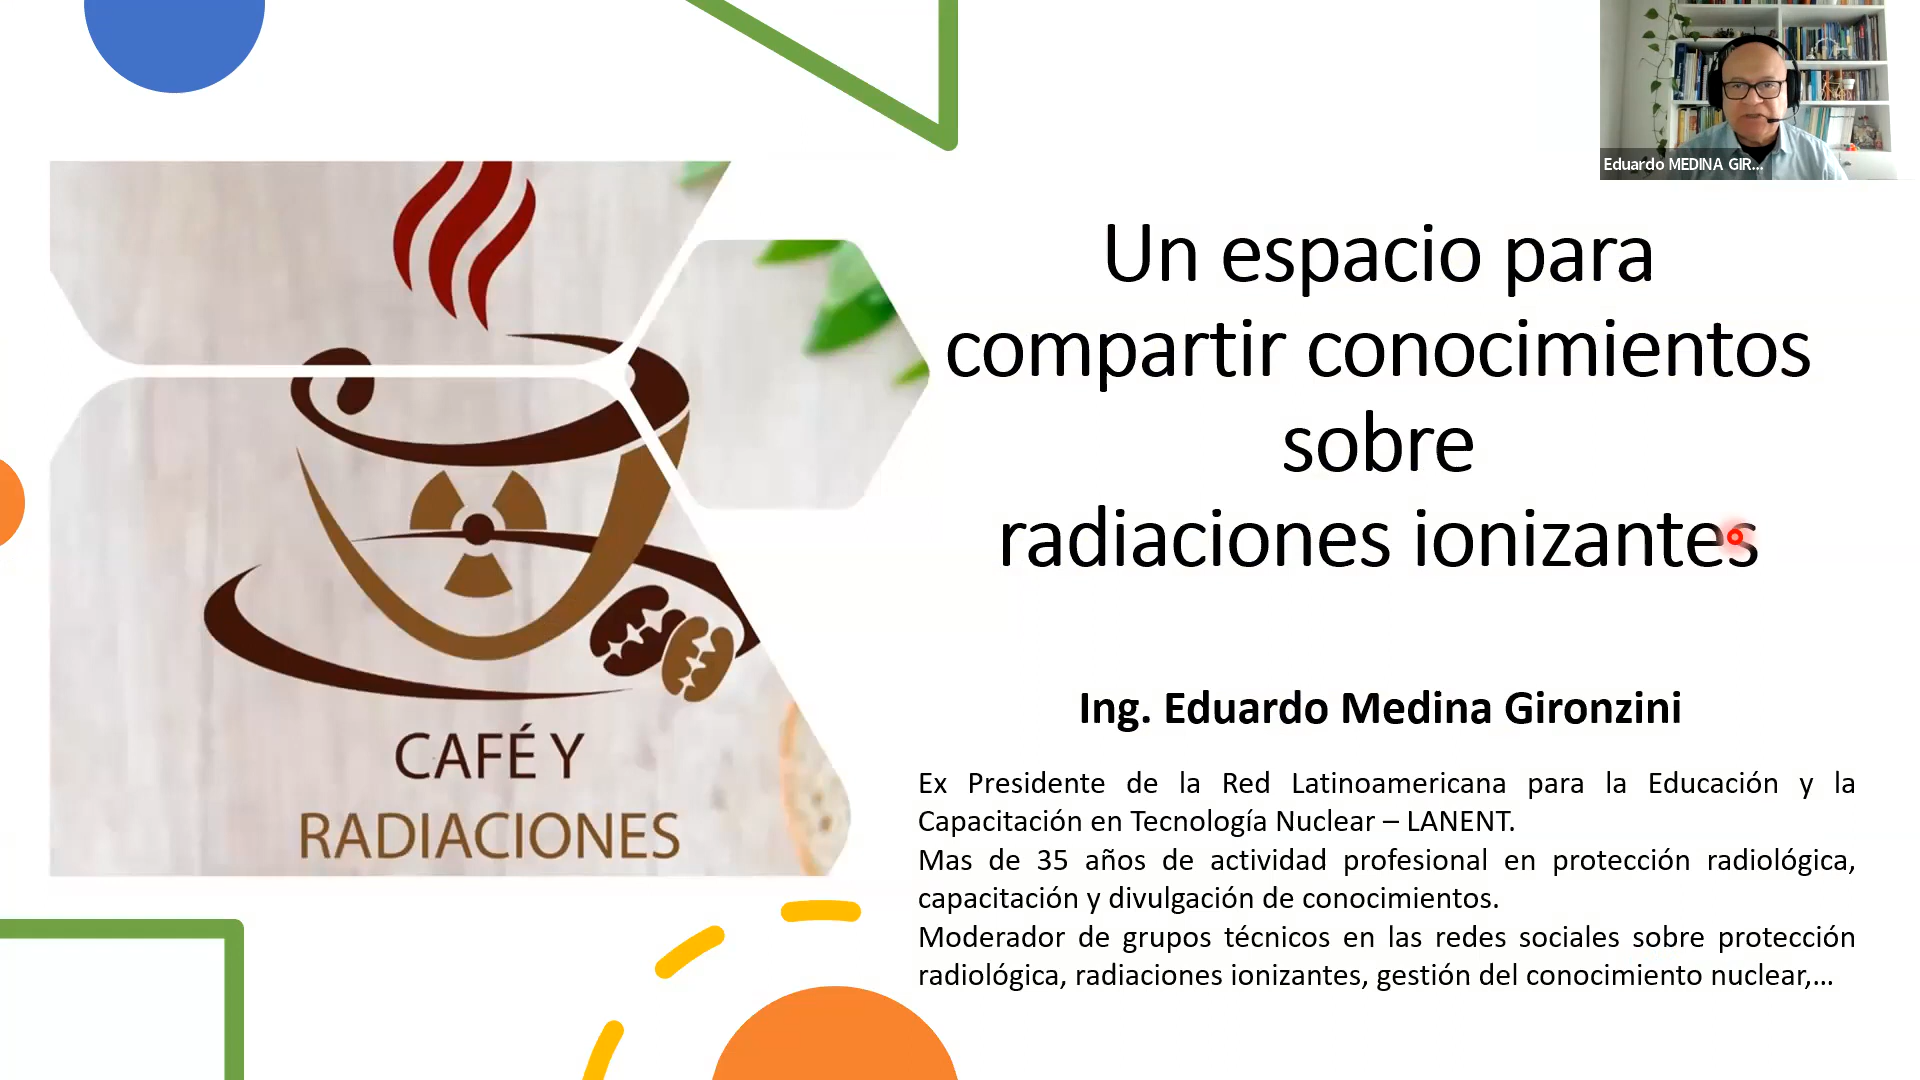 Eduardo MEDINA GIR...
Un espacio para
compartir conocimientos
sobre
radiaciones ionizantes
CAFÉ Y
RADIACIONES
Ing. Eduardo Medina Gironzini
Ex Presidente de la Red Latinoamericana para la Educación y la
Capacitación en Tecnología Nuclear – LANENT.
Mas de 35 años de actividad profesional en protección radiológica,
capacitación y divulgación de conocimientos.
Moderador de grupos técnicos en las redes sociales sobre protección
radiológica, radiaciones ionizantes, gestión del conocimiento nuclear,...